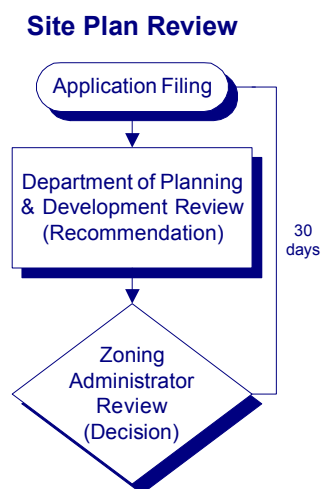 Site Plan Review
Application Filing
Department of Planning
& Development Review
(Recommendation)
30
days
Zoning
Administrator
Review
(Decision)